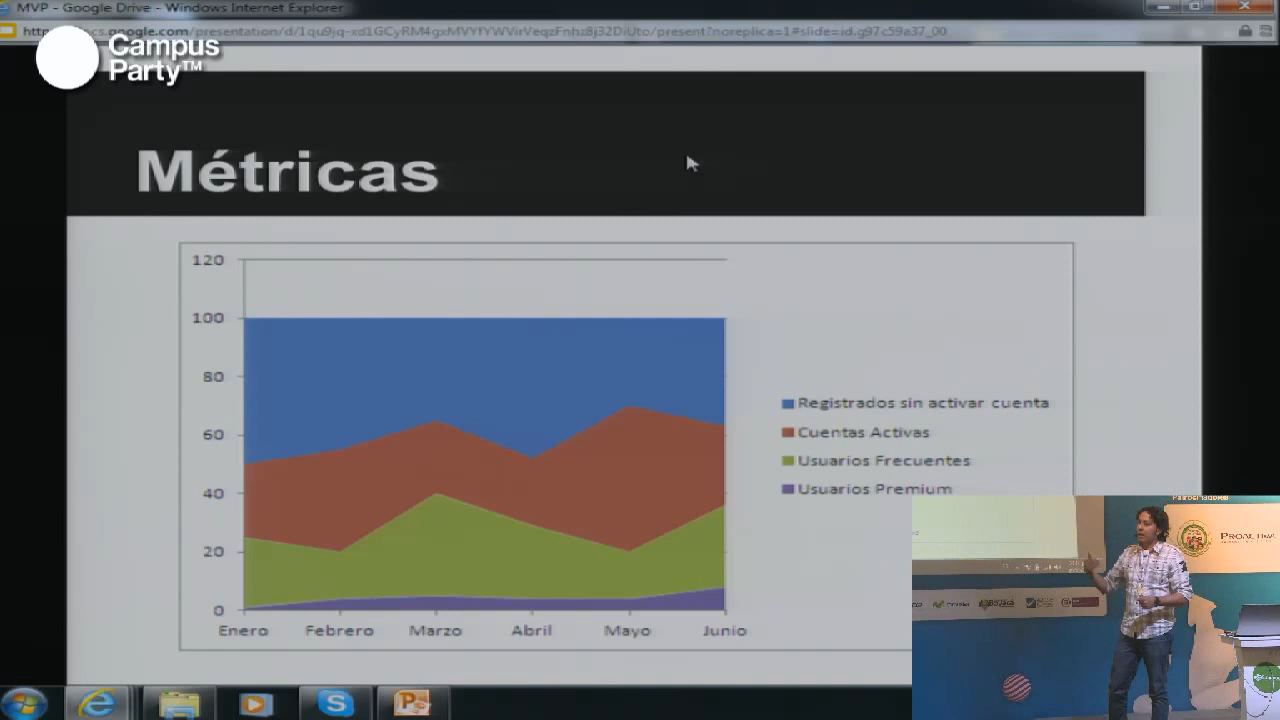 MVP - Google Drive - Windows Internet Explorer
Campus
Party™
Métricas
120
100
80
60
40
20
0
Enero Febrero Marzo Abril Mayo Junio
Registrados sin activar cuenta
Cuentas Activas
Usuarios Frecuentes
Usuarios Premium